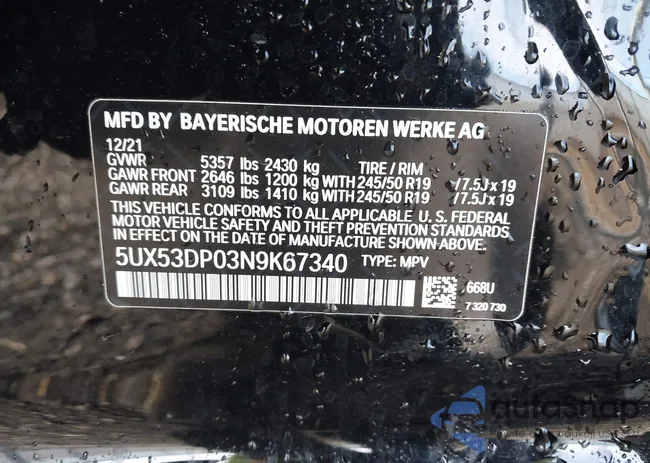 MFD BY BAYERISCHE MOTOREN WERKE AG
12/21
GVWR 5357 lbs 2430 kg TIRE / RIM
GAWR FRONT 2646 lbs 1200 kg WITH 245/50 R19 / 7.5J x 19
GAWR REAR 3109 lbs 1410 kg WITH 245/50 R19 / 7.5J x 19
THIS VEHICLE CONFORMS TO ALL APPLICABLE U. S. FEDERAL
MOTOR VEHICLE SAFETY AND THEFT PREVENTION STANDARDS
IN EFFECT ON THE DATE OF MANUFACTURE SHOWN ABOVE.
5UX53DP03N9K67340 TYPE: MPV
668U
7 320 730
autashop